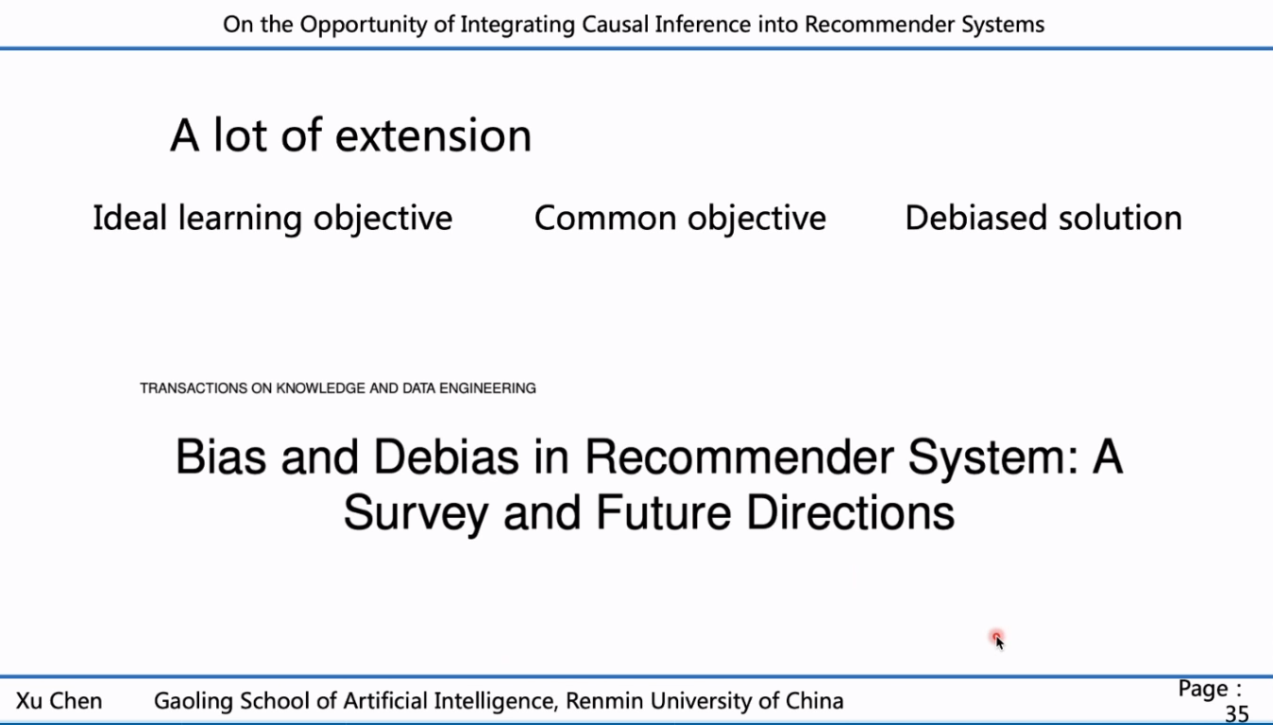 On the Opportunity of Integrating Causal Inference into Recommender Systems
A lot of extension
Ideal learning objective
Common objective
Debiased solution
TRANSACTIONS ON KNOWLEDGE AND DATA ENGINEERING
Bias and Debias in Recommender System: A
Survey and Future Directions
Xu Chen
Gaoling School of Artificial Intelligence, Renmin University of China
Page :
35